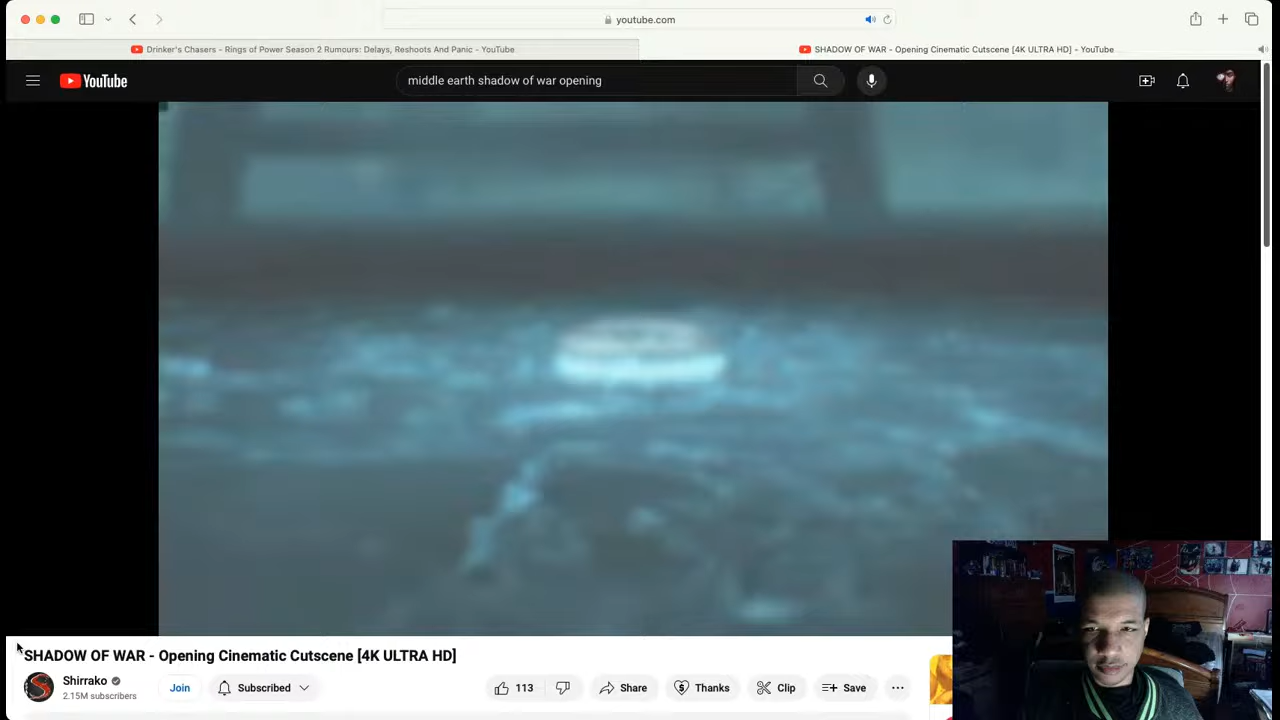 youtube.com
Drinker's Chasers - Rings of Power Season 2 Rumours: Delays, Reshoots And Panic - YouTube
SHADOW OF WAR - Opening Cinematic Cutscene [4K ULTRA HD] - YouTube
YouTube
middle earth shadow of war opening
SHADOW OF WAR - Opening Cinematic Cutscene [4K ULTRA HD]
Shirrako
2.15M subscribers
Join
Subscribed
113
Share
Thanks
Clip
Save